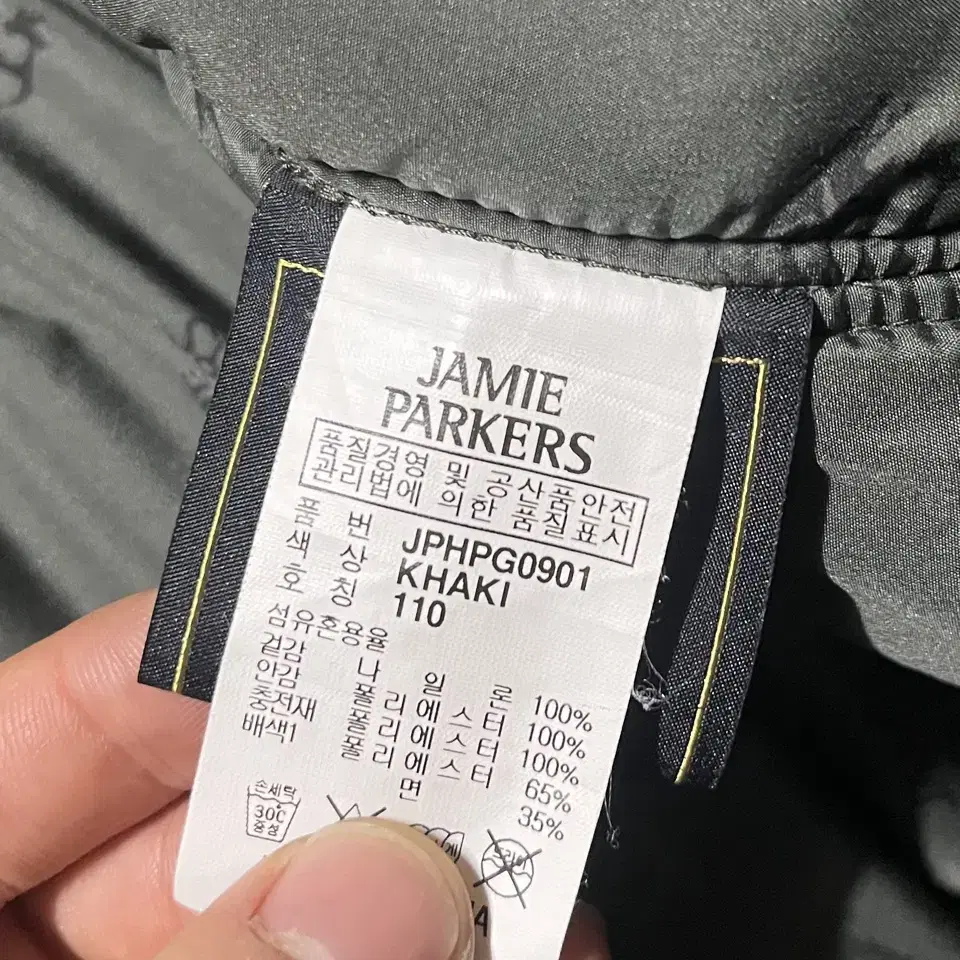 JAMIE
PARKERS
품질경영 및 공산품안전
관리법에 의한 품질표시
품 번 JPHPG0901
색 상 KHAKI
호 칭 110
섬유혼용율
겉감 나 일 론 100%
안감 폴 리 에 스 터 100%
충전재 폴 리 에 스 터 100%
배색1 폴 리 에 스 터 65%
면 35%
손세탁
30℃
중성
드라이